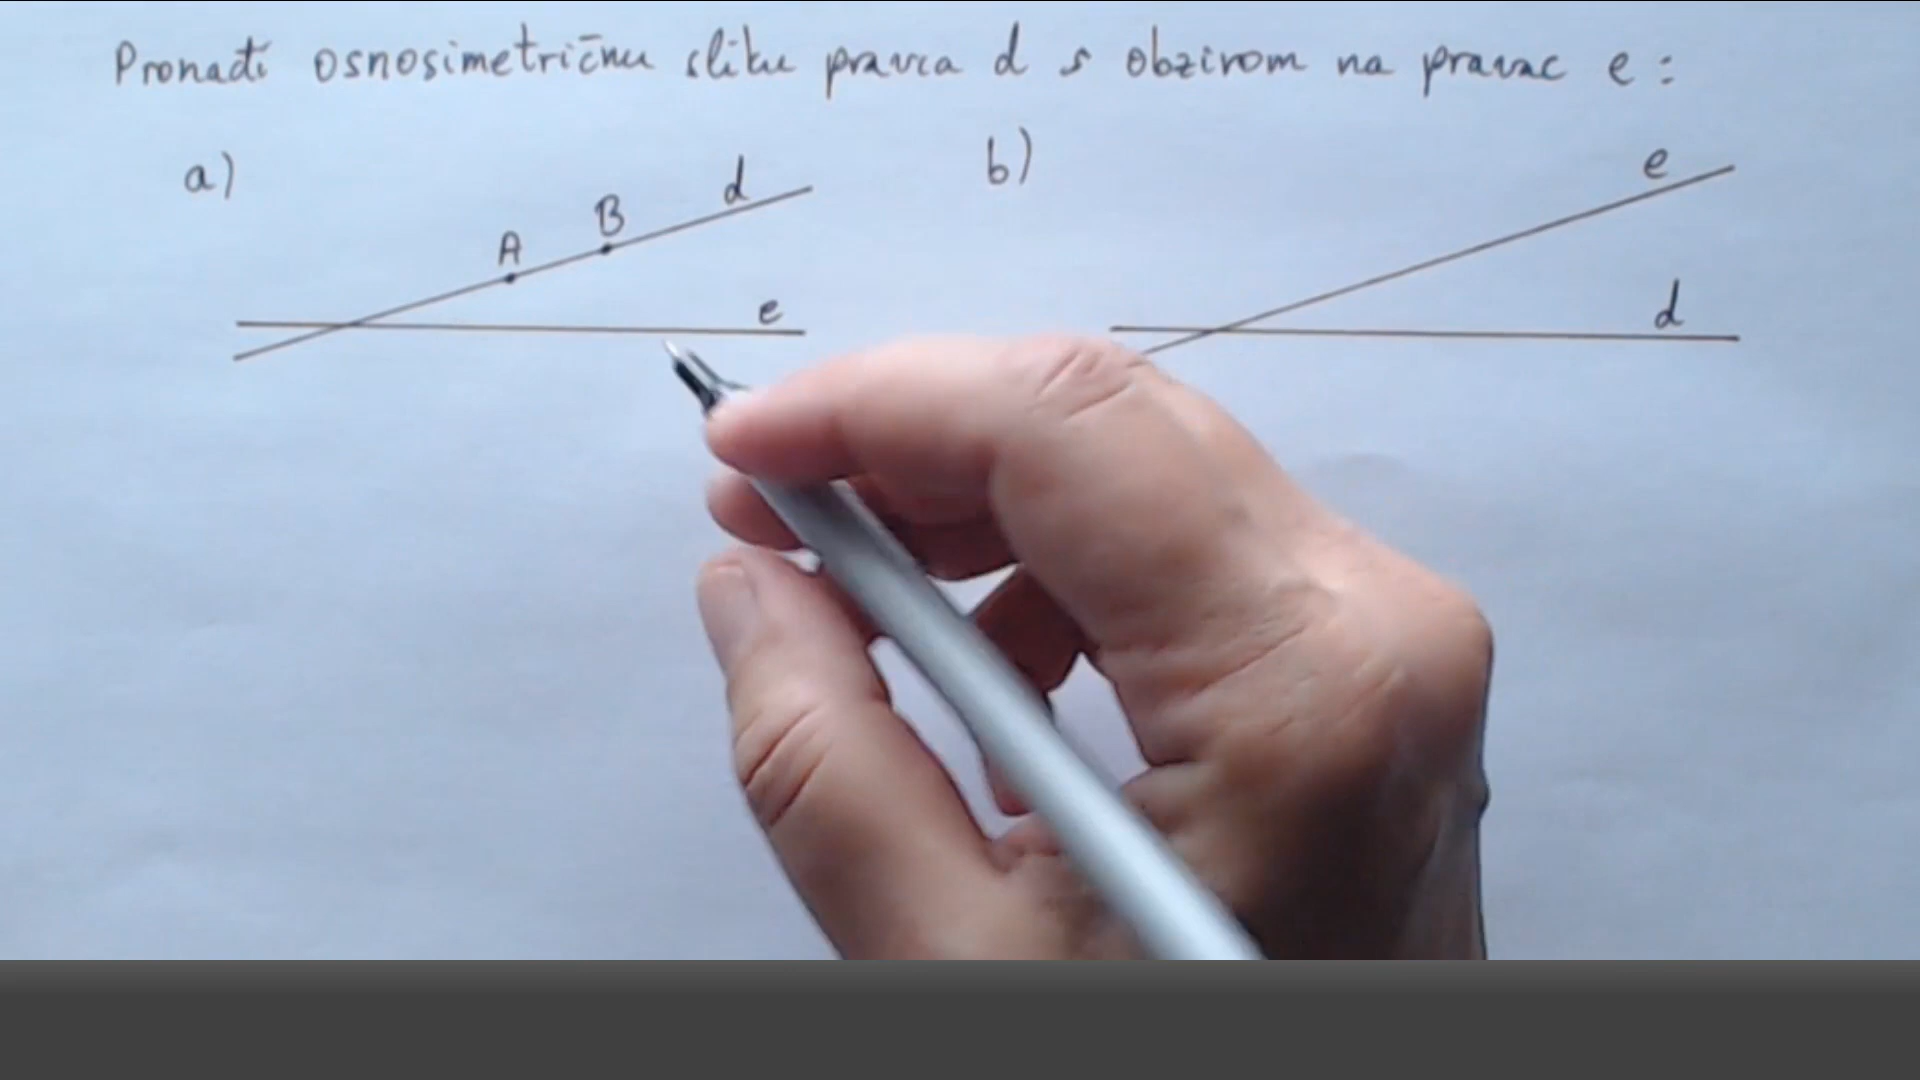 Pronađi osnosimetričnu sliku pravca d s obzirom na pravac e:
a)
A
B
d
e
b)
e
d